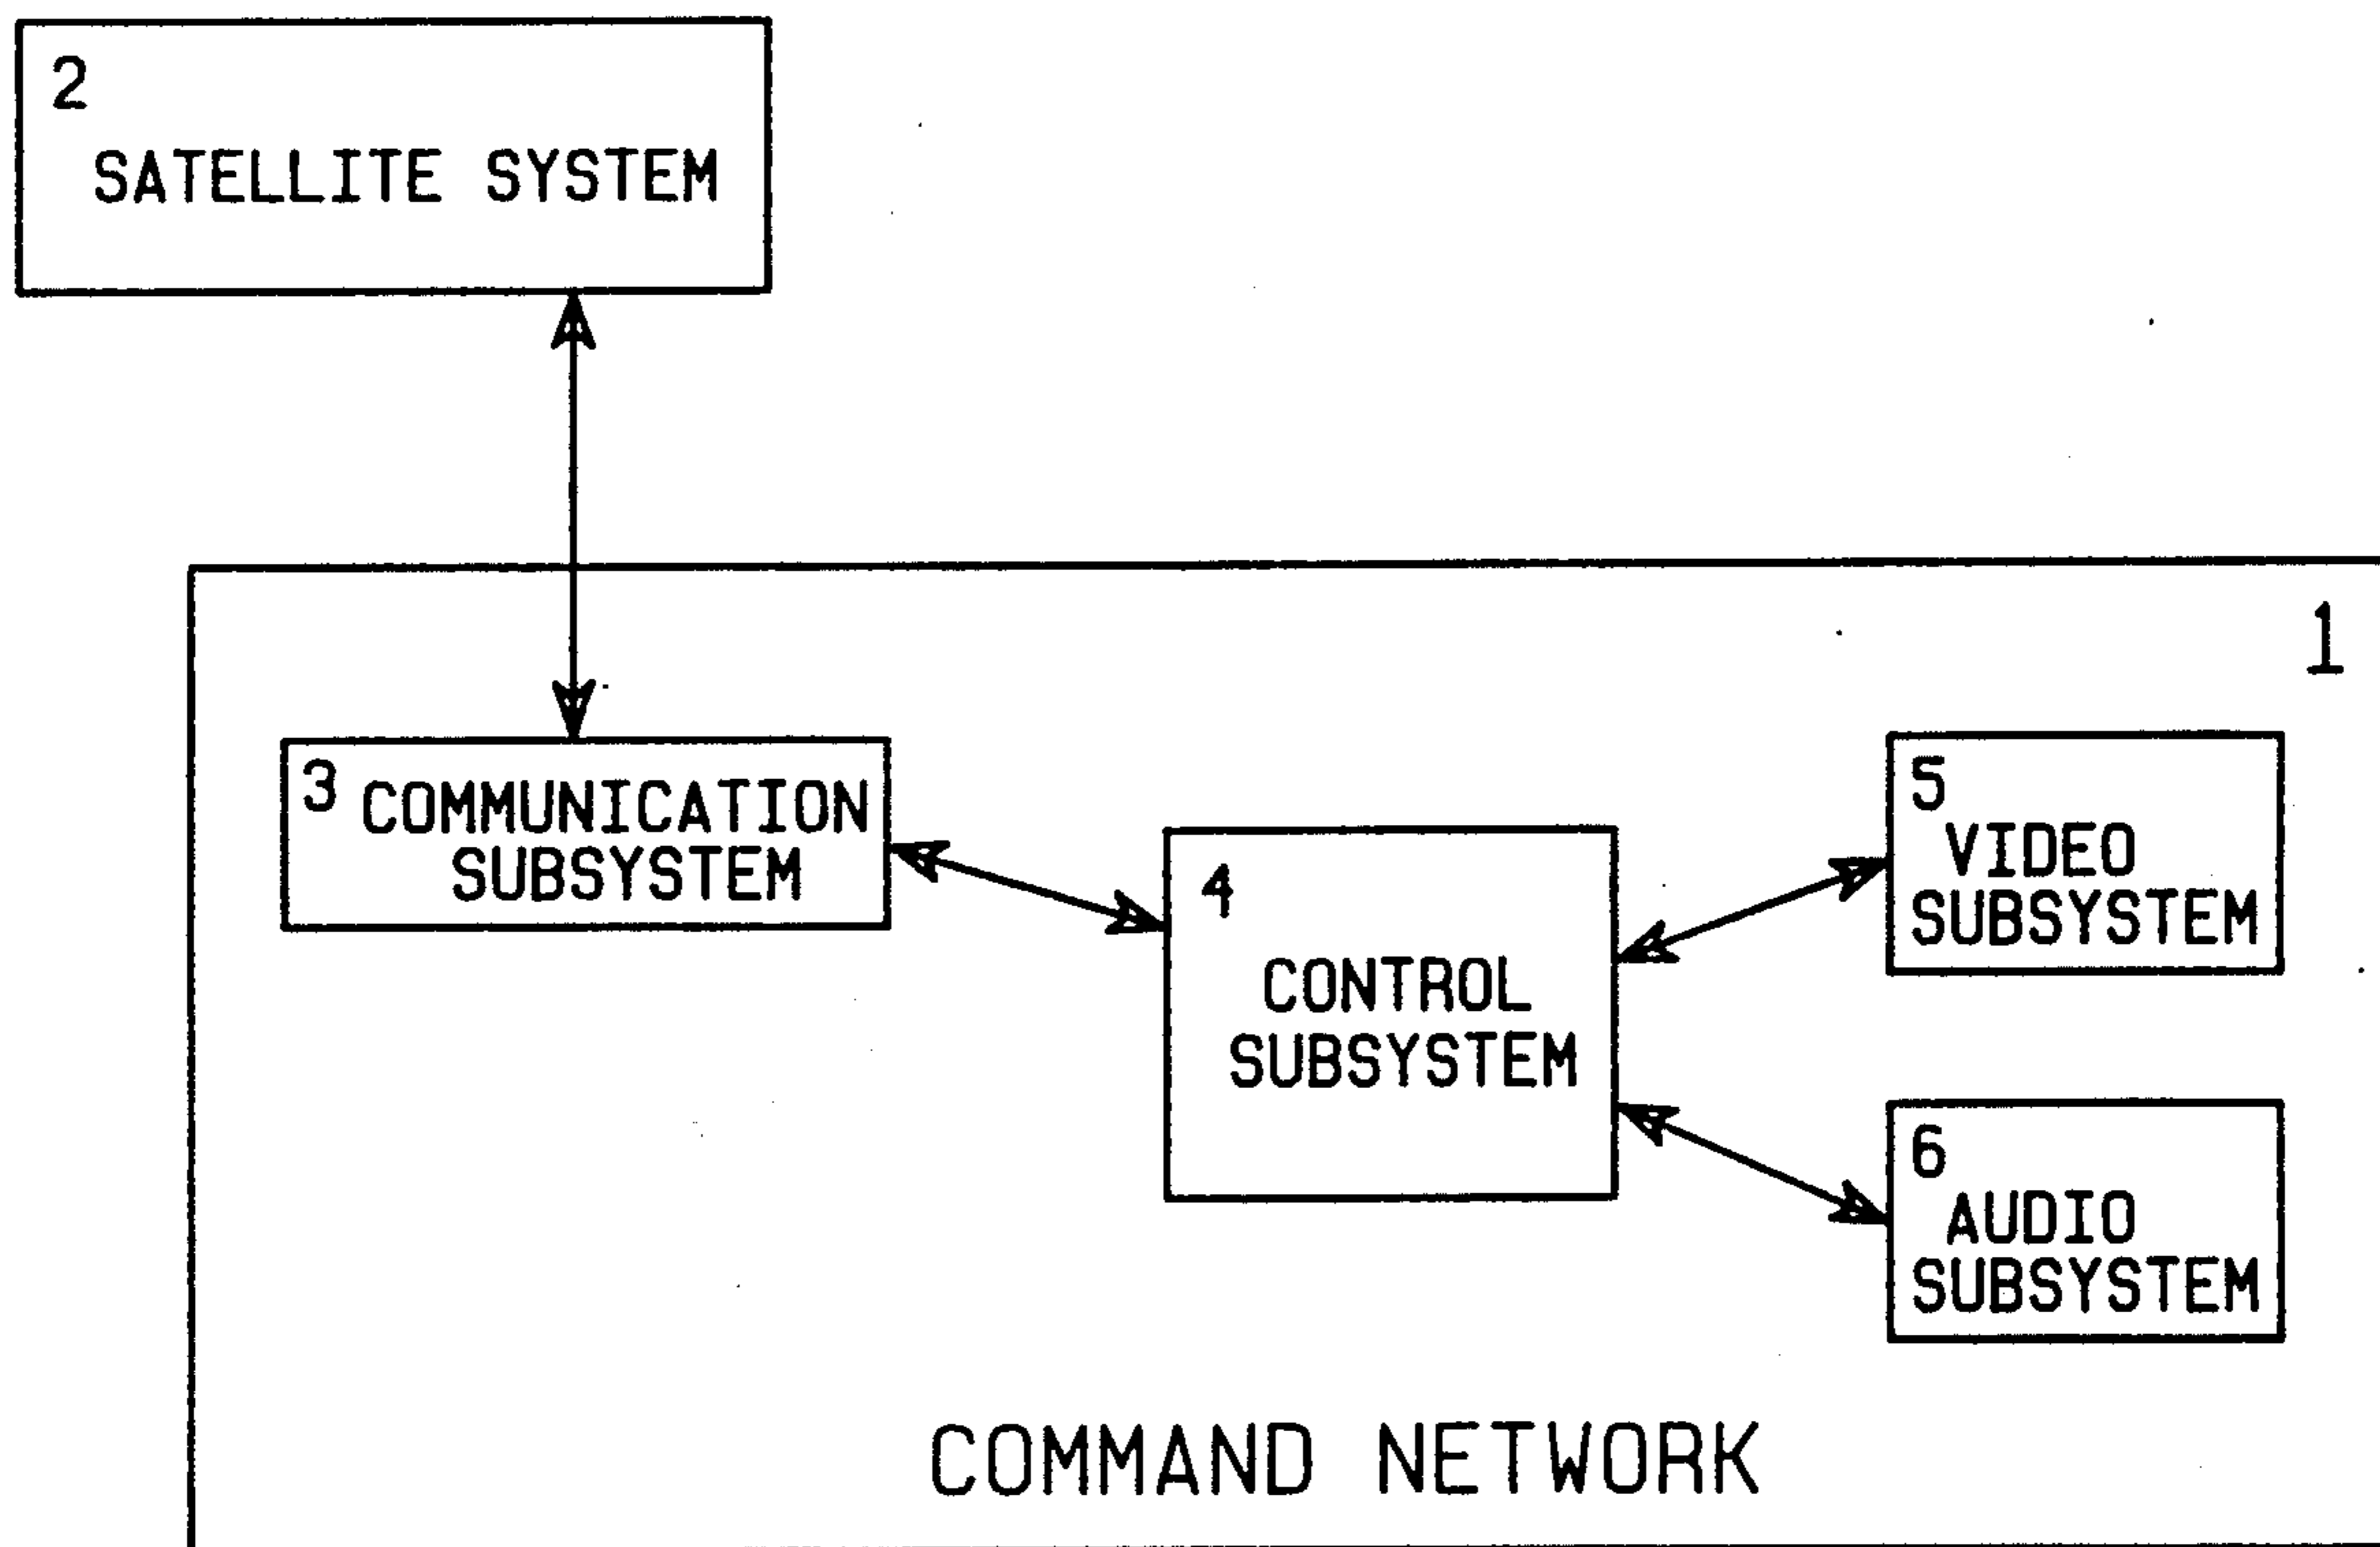 2
SATELLITE SYSTEM
1
3 COMMUNICATION
SUBSYSTEM
4
CONTROL
SUBSYSTEM
5
VIDEO
SUBSYSTEM
6
AUDIO
SUBSYSTEM
COMMAND NETWORK